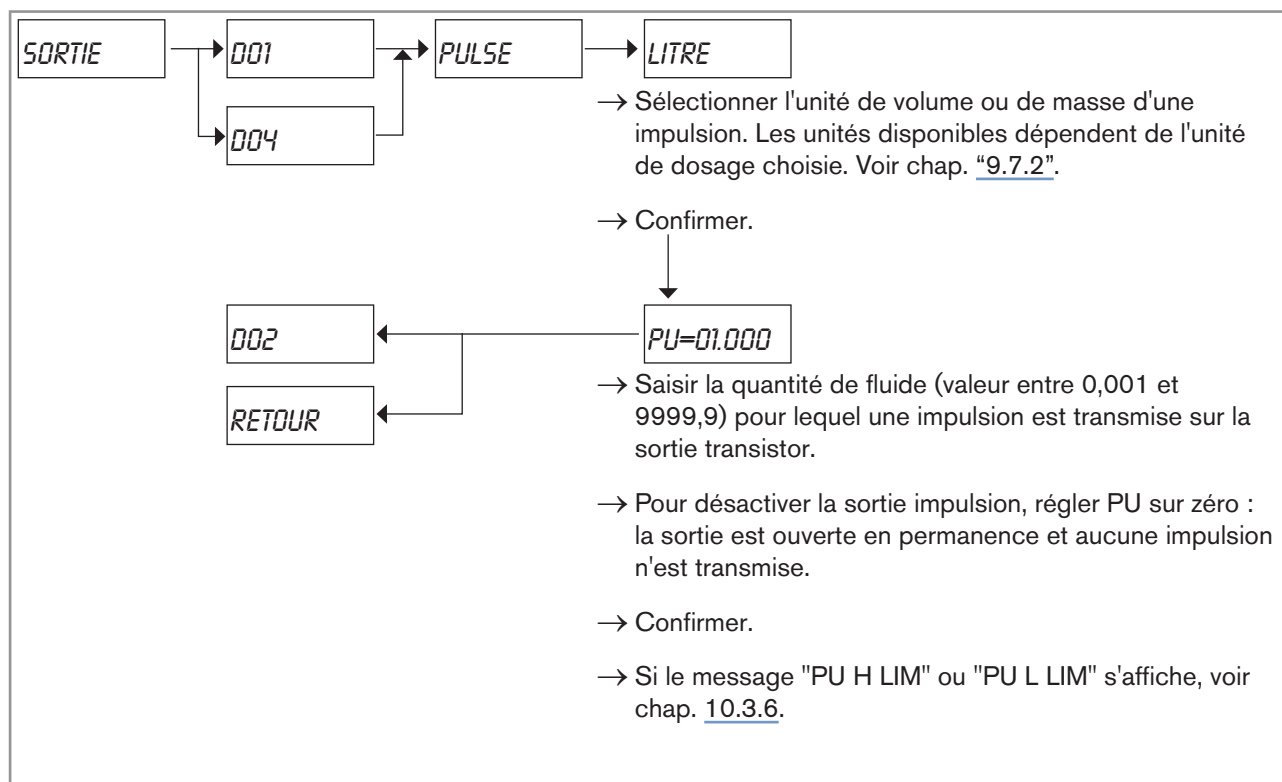 SORTIE
DO1
PULSE
LITRE
DO4
→ Sélectionner l'unité de volume ou de masse d'une
impulsion. Les unités disponibles dépendent de l'unité
de dosage choisie. Voir chap. “9.7.2”.
→ Confirmer.
DO2
PU=01.000
RETOUR
→ Saisir la quantité de fluide (valeur entre 0,001 et
9999,9) pour lequel une impulsion est transmise sur la
sortie transistor.
→ Pour désactiver la sortie impulsion, régler PU sur zéro :
la sortie est ouverte en permanence et aucune impulsion
n'est transmise.
→ Confirmer.
→ Si le message "PU H LIM" ou "PU L LIM" s'affiche, voir
chap. 10.3.6.